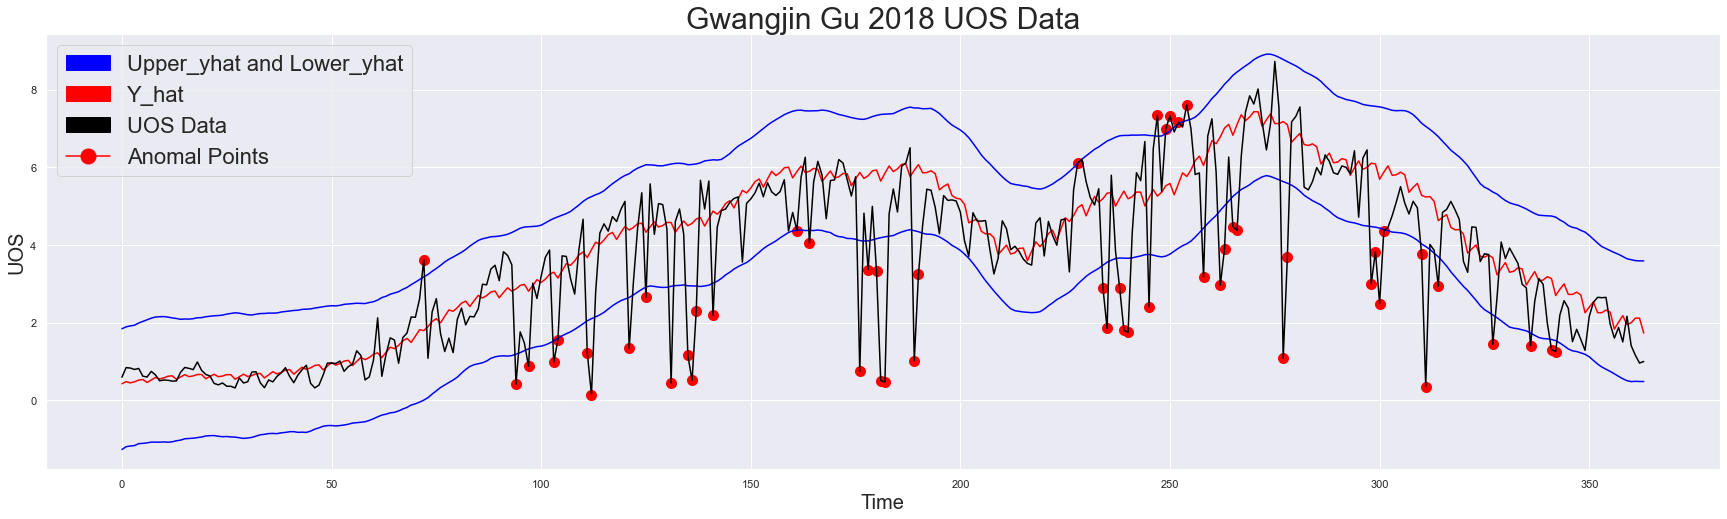 Gwangjin Gu 2018 UOS Data
Upper_yhat and Lower_yhat
Y_hat
UOS Data
Anomal Points
UOS
8
6
4
2
0
0 50 100 150 200 250 300 350
Time